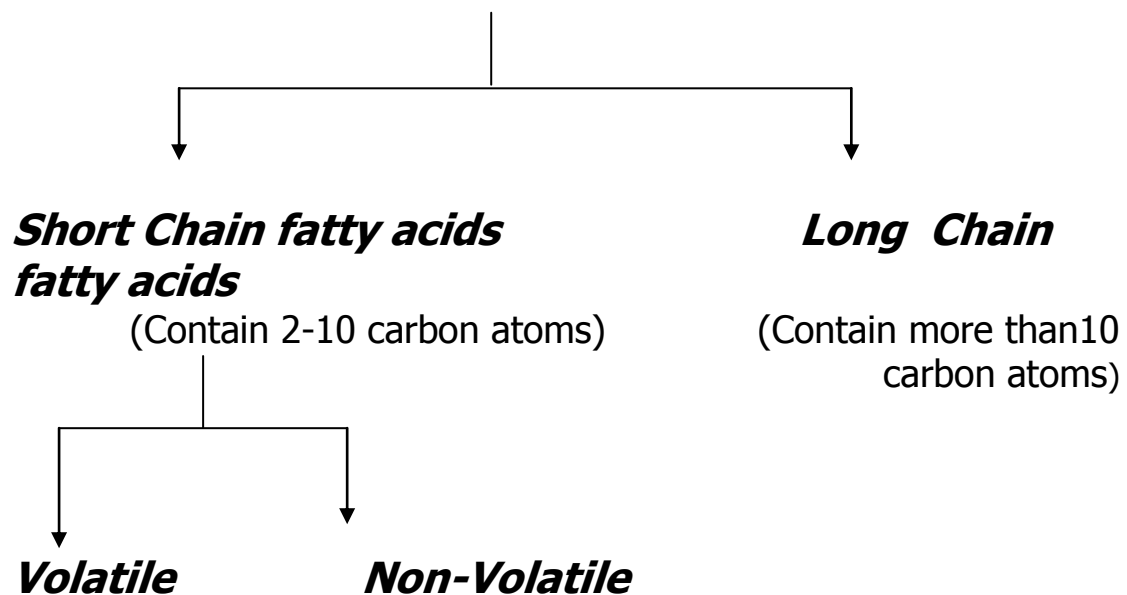 Short Chain fatty acids Long Chain
fatty acids
(Contain 2-10 carbon atoms) (Contain more than10
carbon atoms)
Volatile Non-Volatile